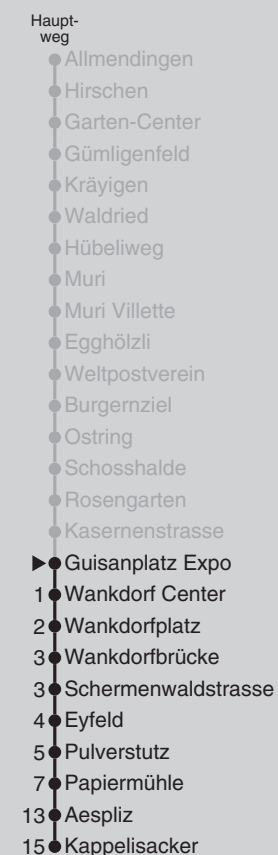 Haupt-
weg
Allmendingen
Hirschen
Garten-Center
Gümligenfeld
Kräyigen
Waldried
Hübeliweg
Muri
Muri Villette
Egghölzli
Weltpostverein
Burgernziel
Ostring
Schosshalde
Rosengarten
Kasernenstrasse
Guisanplatz Expo
1 Wankdorf Center
2 Wankdorfplatz
3 Wankdorfbrücke
3 Schermenwaldstrasse
4 Eyfeld
5 Pulverstutz
7 Papiermühle
13 Aespliz
15 Kappelisacker